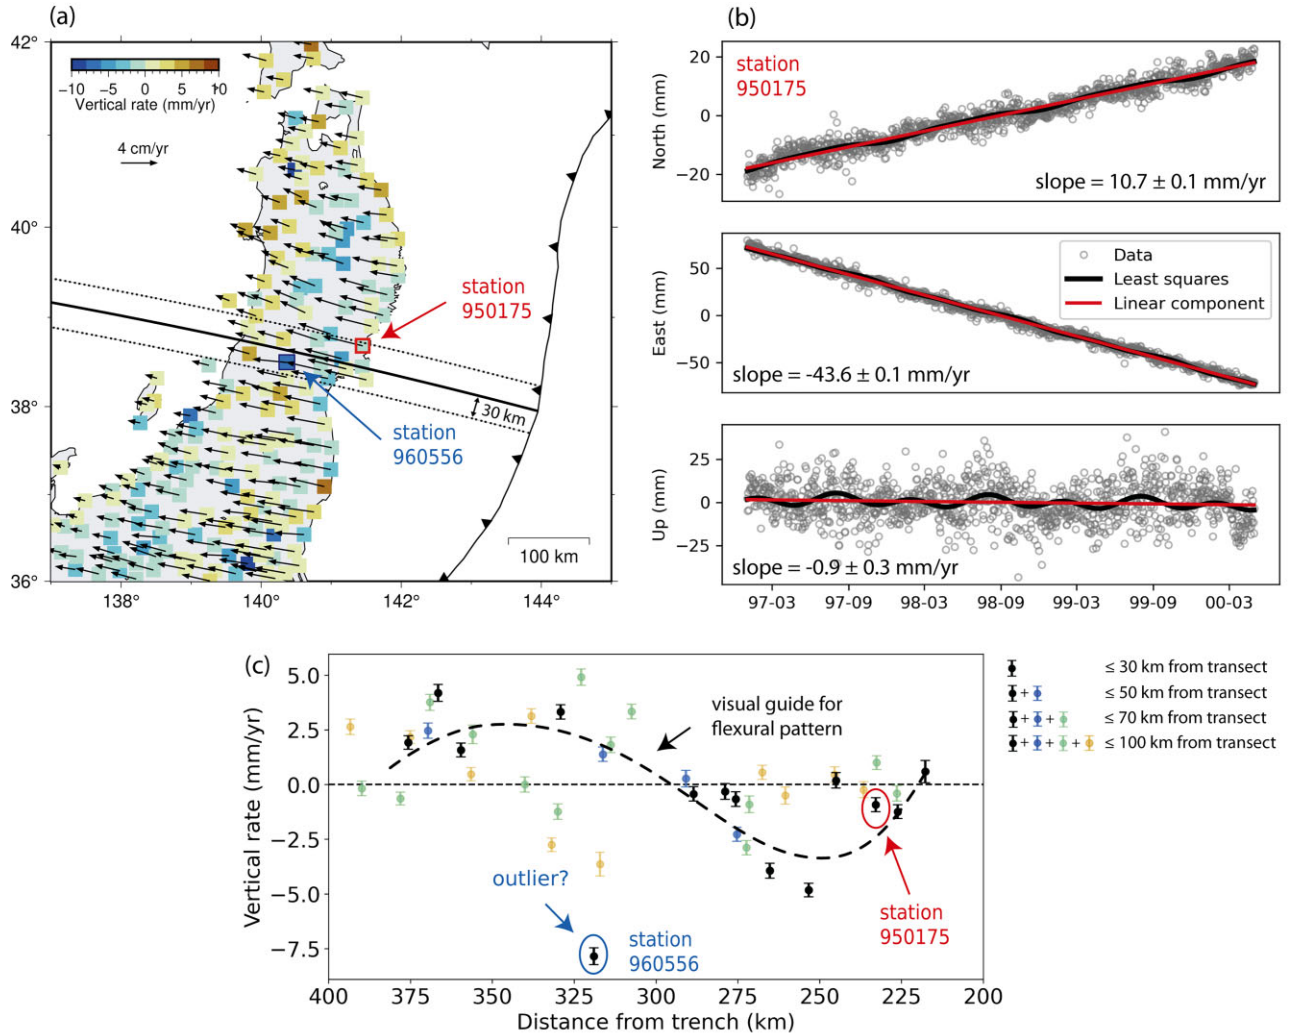 (a)
42°
40°
38°
36°
138°
140°
142°
144°
−10
−5
0
5
10
Vertical rate (mm/yr)
4 cm/yr
station
950175
station
960556
30 km
100 km
(b)
station
950175
North (mm)
20
0
−20
slope = 10.7 ± 0.1 mm/yr
East (mm)
50
0
−50
Data
Least squares
Linear component
slope = -43.6 ± 0.1 mm/yr
Up (mm)
25
0
−25
slope = -0.9 ± 0.3 mm/yr
97-03
97-09
98-03
98-09
99-03
99-09
00-03
(c)
Vertical rate (mm/yr)
5.0
2.5
0.0
−2.5
−5.0
−7.5
visual guide for
flexural pattern
outlier?
station
960556
station
950175
400
375
350
325
300
275
250
225
200
Distance from trench (km)
≤ 30 km from transect
+ ≤ 50 km from transect
+ + ≤ 70 km from transect
+ + + ≤ 100 km from transect